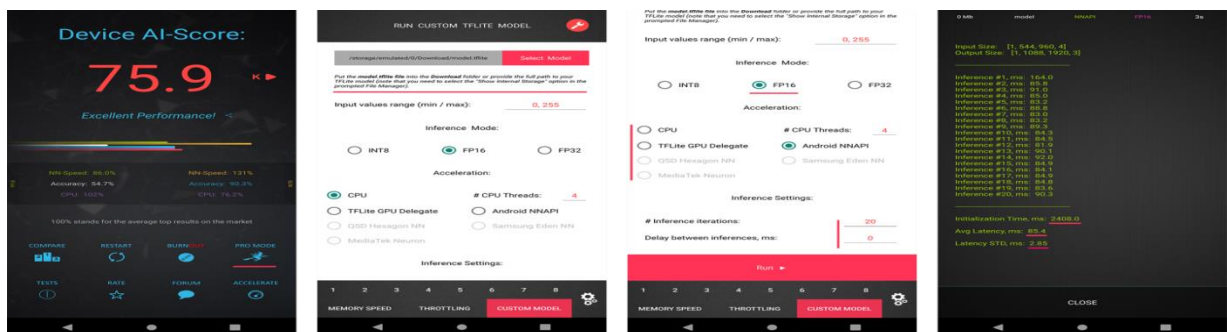 Device AI-Score:
75.9
K
Excellent Performance! <
NN-Speed: 89.0% NN-Speed: 131%
Accuracy: 54.7% Accuracy: 90.3%
CPU: 102% CPU: 76.2%
100% stands for the average top results on the market
COMPARE RESTART BURNOUT PRO MODE
TESTS RATE FORUM ACCELERATE
RUN CUSTOM TFLITE MODEL
/storage/emulated/0/Download/model.tflite Select Model
Put the model.tflite file into the Download folder or provide the full path to your
TFLite model (note that you need to select the "Show Internal Storage" option in the
prompted File Manager).
Input values range (min / max): 0, 255
Inference Mode:
INT8 FP16 FP32
Acceleration:
CPU # CPU Threads: 4
TFLite GPU Delegate Android NNAPI
QSD Hexagon NN Samsung Eden NN
MediaTek Neuron
Inference Settings:
1 2 3 4 5 6 7 8
MEMORY SPEED THROTTLING CUSTOM MODEL
Put the model.tflite file into the Download folder or provide the full path to your
TFLite model (note that you need to select the "Show Internal Storage" option in the
prompted File Manager).
Input values range (min / max): 0, 255
Inference Mode:
INT8 FP16 FP32
Acceleration:
CPU # CPU Threads: 4
TFLite GPU Delegate Android NNAPI
QSD Hexagon NN Samsung Eden NN
MediaTek Neuron
Inference Settings:
# Inference iterations: 20
Delay between inferences, ms: 0
Run
1 2 3 4 5 6 7 8
MEMORY SPEED THROTTLING CUSTOM MODEL
0 Mb model NNAPI FP16 3s
Input Size: [1, 544, 960, 4]
Output Size: [1, 1088, 1920, 3]
Inference #1, ms: 164.0
Inference #2, ms: 85.8
Inference #3, ms: 91.0
Inference #4, ms: 85.0
Inference #5, ms: 83.2
Inference #6, ms: 88.8
Inference #7, ms: 83.0
Inference #8, ms: 83.2
Inference #9, ms: 89.3
Inference #10, ms: 84.3
Inference #11, ms: 84.5
Inference #12, ms: 81.9
Inference #13, ms: 90.1
Inference #14, ms: 92.0
Inference #15, ms: 84.9
Inference #16, ms: 84.1
Inference #17, ms: 84.9
Inference #18, ms: 84.8
Inference #19, ms: 83.6
Inference #20, ms: 90.3
Initialization Time, ms: 2408.0
Avg Latency, ms: 85.4
Latency STD, ms: 2.85
CLOSE